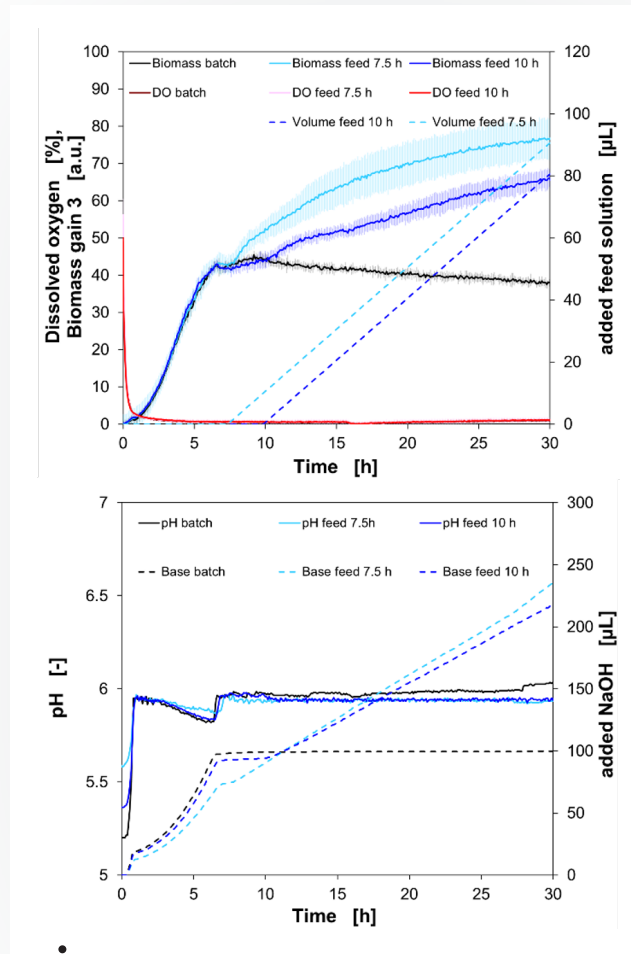 Biomass batch Biomass feed 7.5 h Biomass feed 10 h
DO batch DO feed 7.5 h DO feed 10 h
Volume feed 10 h Volume feed 7.5 h
Dissolved oxygen [%],
Biomass gain 3 [a.u.]
100
90
80
70
60
50
40
30
20
10
0
120
100
80
60
40
20
0
added feed solution [µL]
0 5 10 15 20 25 30
Time [h]
pH batch pH feed 7.5h pH feed 10 h
Base batch Base feed 7.5 h Base feed 10 h
pH [-]
7
6.5
6
5.5
5
300
250
200
150
100
50
0
added NaOH [µL]
0 5 10 15 20 25 30
Time [h]